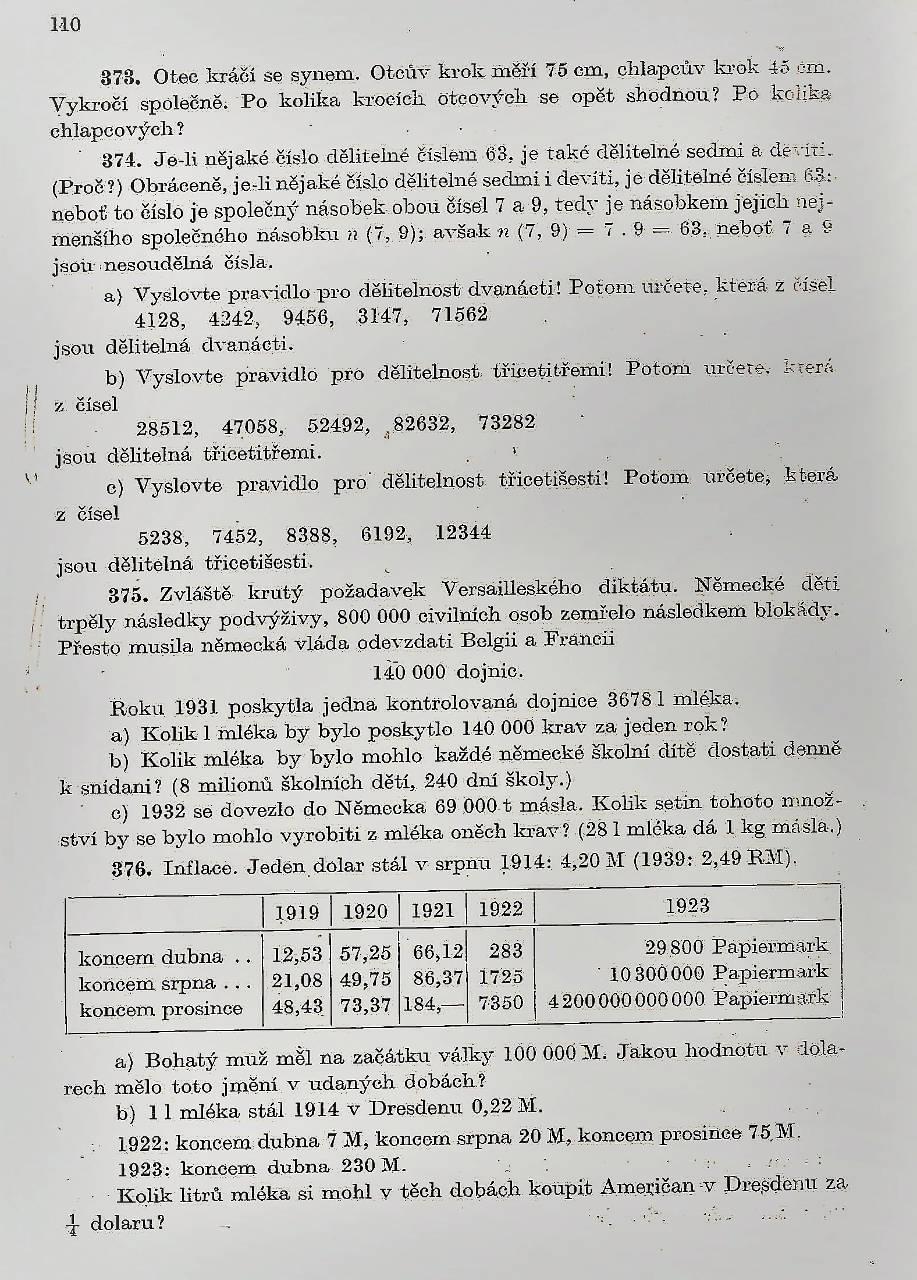 110
373. Otec kráčí se synem. Otcův krok měří 75 cm, chlapcův krok 45 cm.
Vykročí společně. Po kolika krocích otcových se opět shodnou? Po kolika
chlapcových?
374. Je-li nějaké číslo dělitelné číslem 63, je také dělitelné sedmi a devíti.
(Proč?) Obráceně, je-li nějaké číslo dělitelné sedmi i devíti, je dělitelné číslem 63:
neboť to číslo je společný násobek obou čísel 7 a 9, tedy je násobkem jejich nej-
menšího společného násobku n (7, 9); avšak n (7, 9) = 7 . 9 = 63, neboť 7 a 9
jsou nesoudělná čísla.
a) Vyslovte pravidlo pro dělitelnost dvanácti! Potom určete, která z čísel
4128, 4242, 9456, 3147, 71562
jsou dělitelná dvanácti.
b) Vyslovte pravidlo pro dělitelnost třicetitřemi! Potom určete, která
z čísel
28512, 47058, 52492, 82632, 73282
jsou dělitelná třicetitřemi.
c) Vyslovte pravidlo pro dělitelnost třicetišesti! Potom určete, která
z čísel
5238, 7452, 8388, 6192, 12344
jsou dělitelná třicetišesti.
375. Zvláště krutý požadavek Versailleského diktátu. Německé děti
trpěly následky podvýživy, 800 000 civilních osob zemřelo následkem blokády.
Přesto musila německá vláda odevzdati Belgii a Francii
140 000 dojnic.
Roku 1931 poskytla jedna kontrolovaná dojnice 3678 l mléka.
a) Kolik l mléka by bylo poskytlo 140 000 krav za jeden rok?
b) Kolik mléka by bylo mohlo každé německé školní dítě dostati denně
k snídani? (8 milionů školních dětí, 240 dní školy.)
c) 1932 se dovezlo do Německa 69 000 t másla. Kolik setin tohoto množ-
ství by se bylo mohlo vyrobiti z mléka oněch krav? (28 l mléka dá 1 kg másla.)
376. Inflace. Jeden dolar stál v srpnu 1914: 4,20 M (1939: 2,49 RM).
1919 1920 1921 1922 1923
koncem dubna . . 12,53 57,25 66,12 283 29 800 Papiermark
koncem srpna . . . 21,08 49,75 86,37 1725 10 300 000 Papiermark
koncem prosince 48,43 73,37 184,— 7350 4 200 000 000 000 Papiermark
a) Bohatý muž měl na začátku války 100 000 M. Jakou hodnotu v dola-
rech mělo toto jmění v udaných dobách?
b) 1 l mléka stál 1914 v Dresdenu 0,22 M.
1922: koncem dubna 7 M, koncem srpna 20 M, koncem prosince 75 M.
1923: koncem dubna 230 M.
Kolik litrů mléka si mohl v těch dobách koupit Američan v Dresdenu za
¼ dolaru?